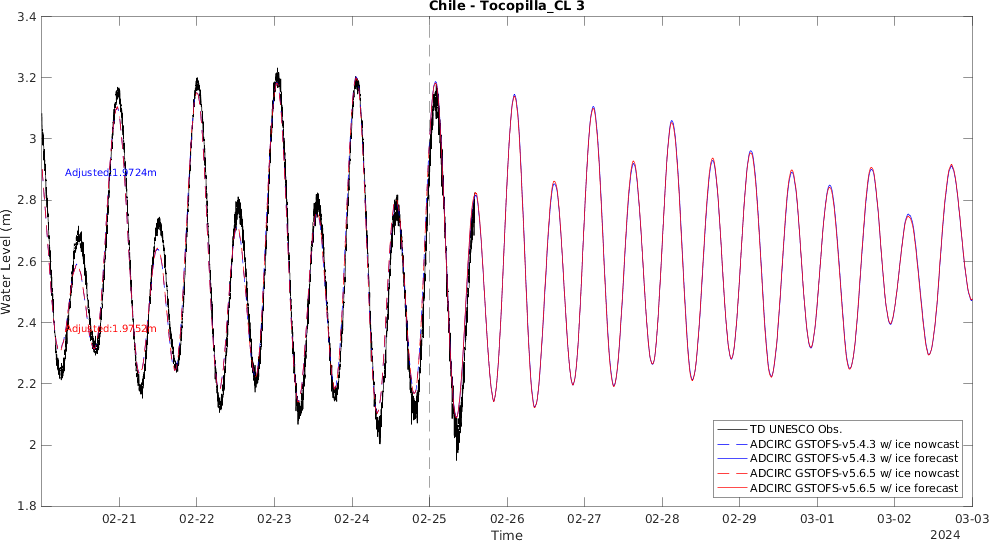 Chile - Tocopilla_CL 3
3.4
3.2
3
2.8
2.6
2.4
2.2
2
1.8
Water Level (m)
Adjusted:1.9724m
Adjusted:1.9752m
TD UNESCO Obs.
ADCIRC GSTOFS-v5.4.3 w/ ice nowcast
ADCIRC GSTOFS-v5.4.3 w/ ice forecast
ADCIRC GSTOFS-v5.6.5 w/ ice nowcast
ADCIRC GSTOFS-v5.6.5 w/ ice forecast
02-21 02-22 02-23 02-24 02-25 02-26 02-27 02-28 02-29 03-01 03-02 03-03
Time
2024